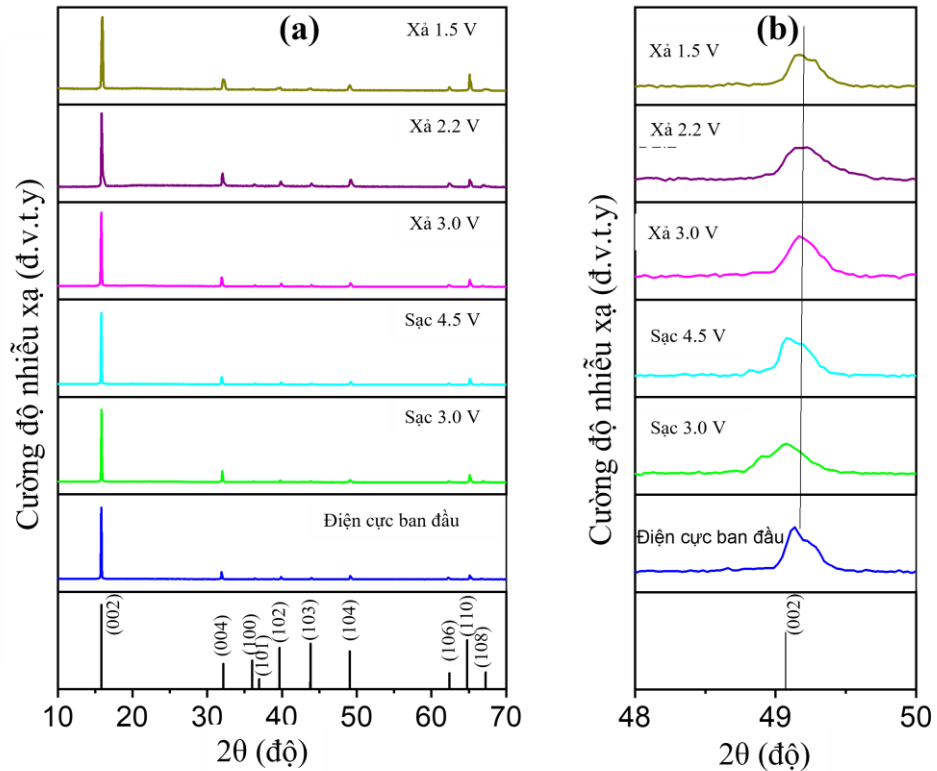 (a)
Xả 1.5 V
Xả 2.2 V
Xả 3.0 V
Sạc 4.5 V
Sạc 3.0 V
Điện cực ban đầu
(002)
(004)
(100)
(101)
(102)
(103)
(104)
(106)
(110)
(108)
10 20 30 40 50 60 70
2θ (độ)
Cường độ nhiễu xạ (đ.v.t.y)
(b)
Xả 1.5 V
Xả 2.2 V
Xả 3.0 V
Sạc 4.5 V
Sạc 3.0 V
Điện cực ban đầu
(002)
48 49 50
2θ (độ)
Cường độ nhiễu xạ (đ.v.t.y)